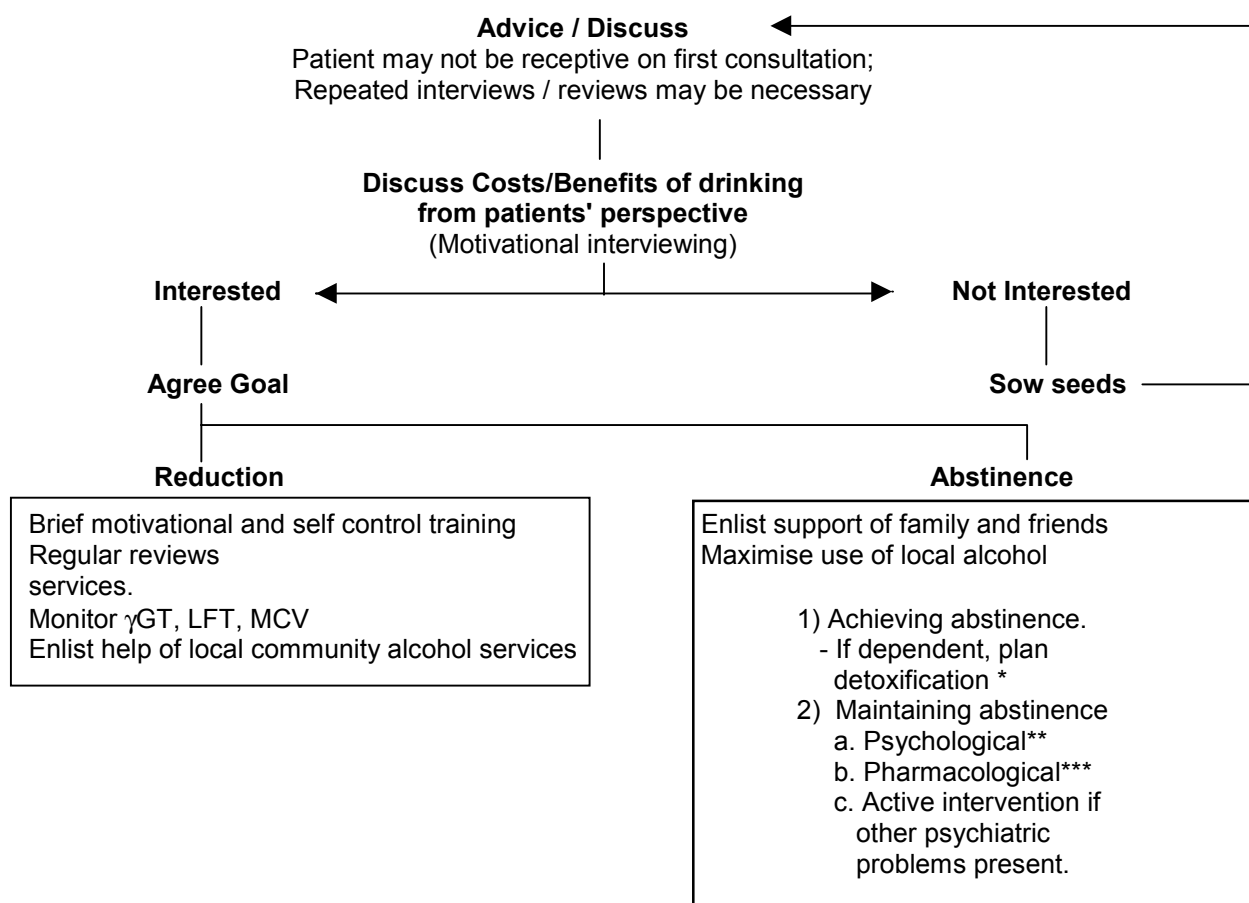 Advice / Discuss
Patient may not be receptive on first consultation;
Repeated interviews / reviews may be necessary
Discuss Costs/Benefits of drinking
from patients' perspective
(Motivational interviewing)
Interested
Not Interested
Agree Goal
Sow seeds
Reduction
Brief motivational and self control training
Regular reviews
services.
Monitor γGT, LFT, MCV
Enlist help of local community alcohol services
Abstinence
Enlist support of family and friends
Maximise use of local alcohol
1) Achieving abstinence.
- If dependent, plan
detoxification *
2) Maintaining abstinence
a. Psychological**
b. Pharmacological***
c. Active intervention if
other psychiatric
problems present.